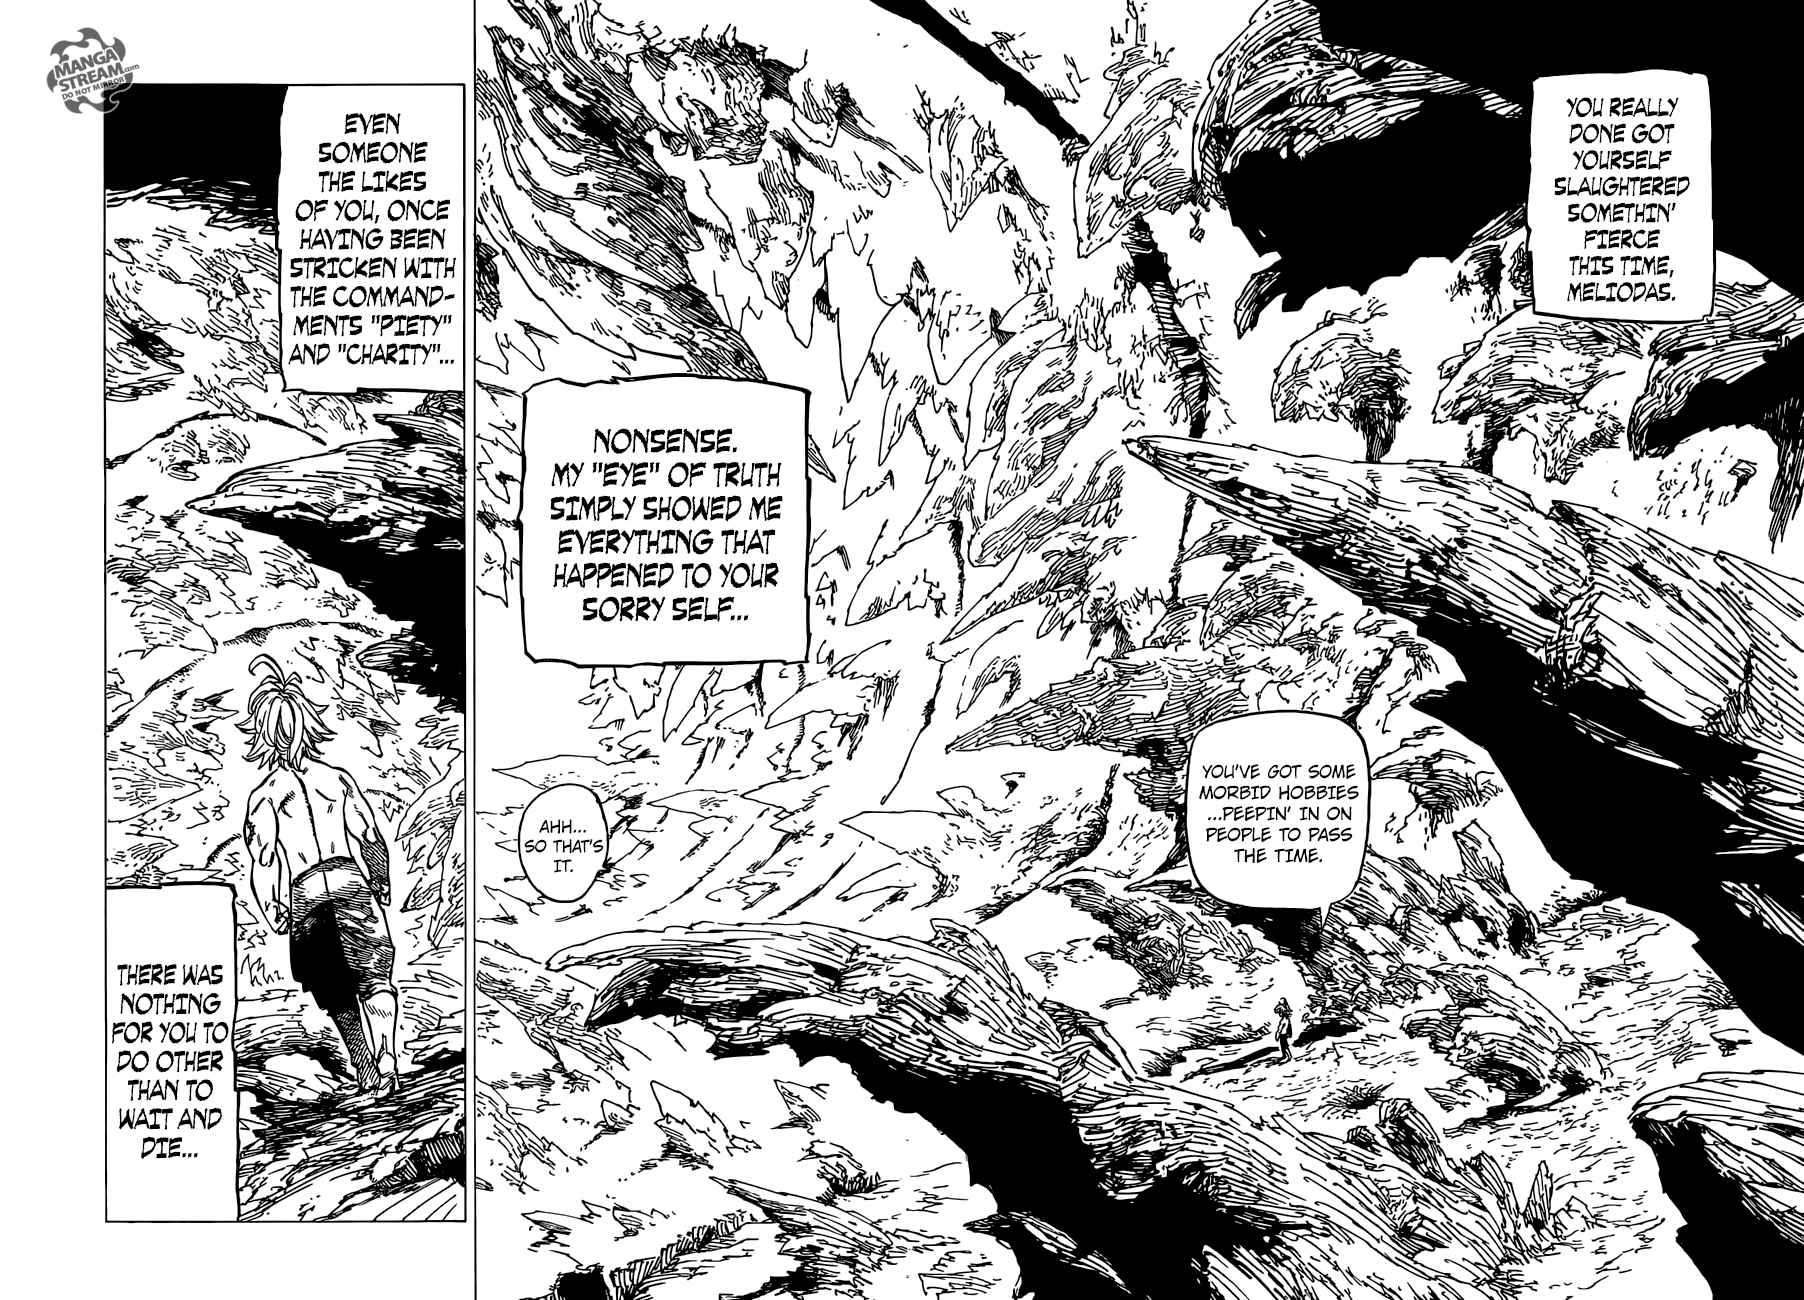 MANGA
STREAM.com
DO NOT MIRROR
YOU REALLY
DONE GOT
YOURSELF
SLAUGHTERED
SOMETHIN'
FIERCE
THIS TIME,
MELIODAS.
YOU'VE GOT SOME
MORBID HOBBIES
...PEEPIN' IN ON
PEOPLE TO PASS
THE TIME.
NONSENSE.
MY "EYE" OF TRUTH
SIMPLY SHOWED ME
EVERYTHING THAT
HAPPENED TO YOUR
SORRY SELF...
AHH...
SO THAT'S
IT.
EVEN
SOMEONE
THE LIKES
OF YOU, ONCE
HAVING BEEN
STRICKEN WITH
THE COMMAND-
MENTS "PIETY"
AND "CHARITY"...
THERE WAS
NOTHING
FOR YOU TO
DO OTHER
THAN TO
WAIT AND
DIE...